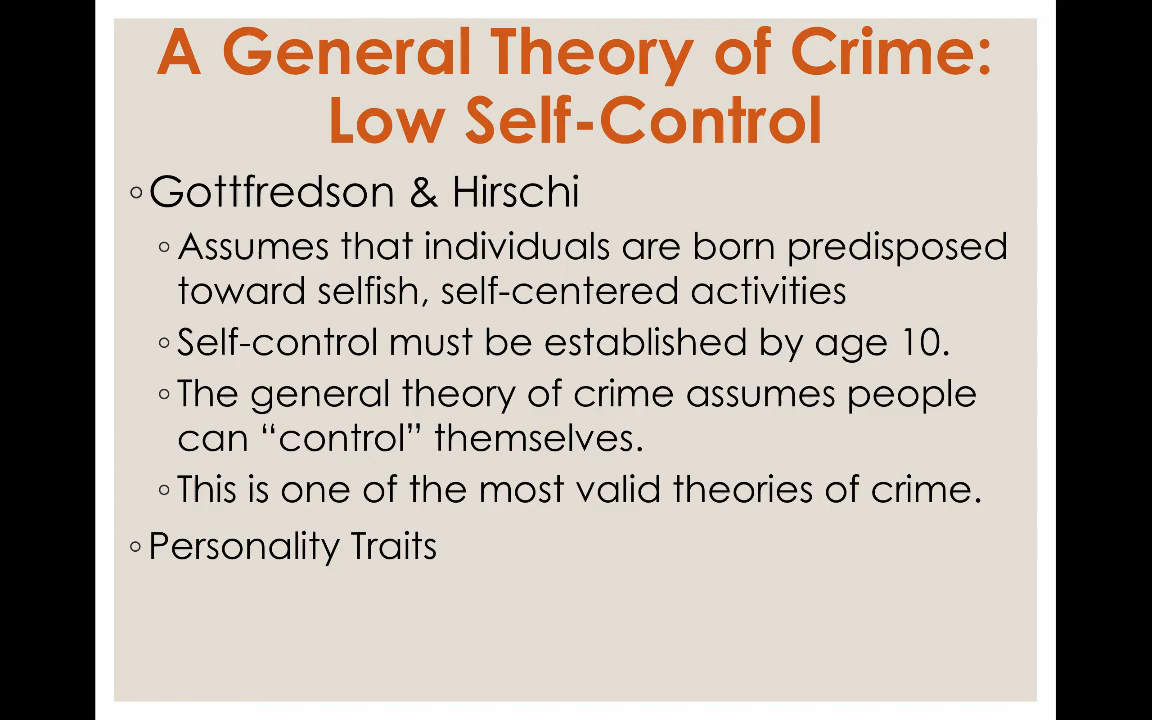 A General Theory of Crime:
Low Self-Control
◦Gottfredson & Hirschi
◦Assumes that individuals are born predisposed
toward selfish, self-centered activities
◦Self-control must be established by age 10.
◦The general theory of crime assumes people
can “control” themselves.
◦This is one of the most valid theories of crime.
◦Personality Traits